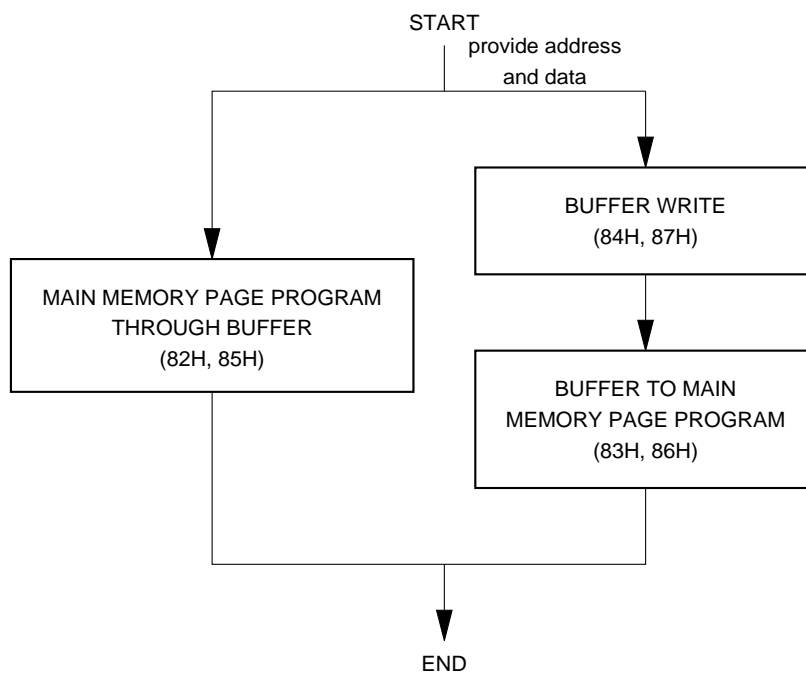 START
provide address
and data
BUFFER WRITE
(84H, 87H)
MAIN MEMORY PAGE PROGRAM
THROUGH BUFFER
(82H, 85H)
BUFFER TO MAIN
MEMORY PAGE PROGRAM
(83H, 86H)
END